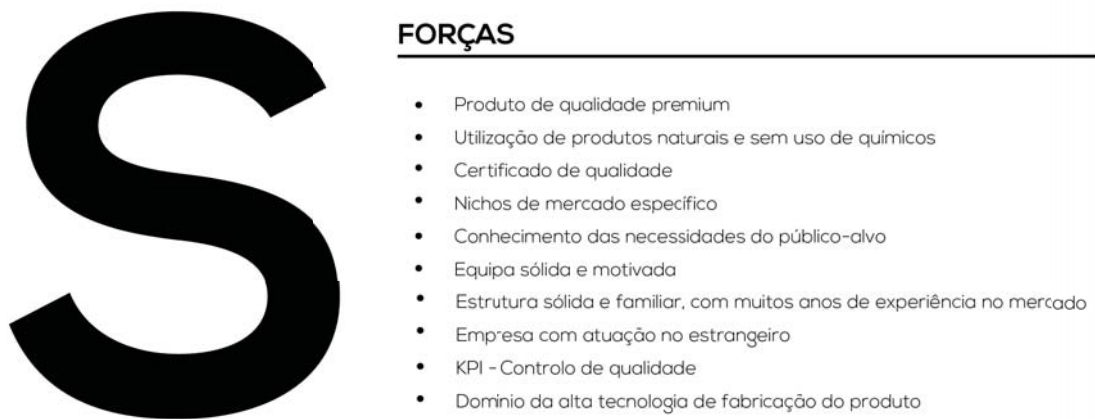 S
FORÇAS
• Produto de qualidade premium
• Utilização de produtos naturais e sem uso de químicos
• Certificado de qualidade
• Nichos de mercado específico
• Conhecimento das necessidades do público-alvo
• Equipa sólida e motivada
• Estrutura sólida e familiar, com muitos anos de experiência no mercado
• Empresa com atuação no estrangeiro
• KPI - Controlo de qualidade
• Domínio da alta tecnologia de fabricação do produto